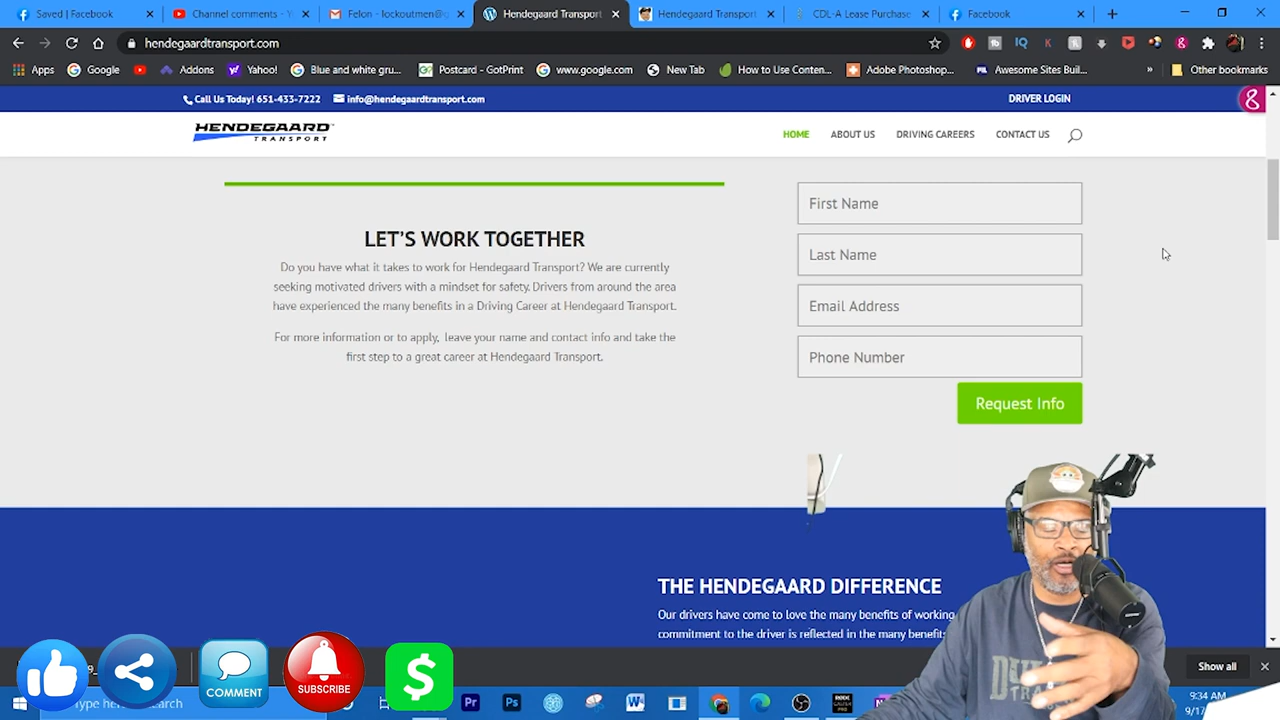 Saved | Facebook
Channel comments - Y
Felon - lockoutmen@g
Hendegaard Transport
Hendegaard Transport
CDL-A Lease Purchase
Facebook
hendegaardtransport.com
Apps
Google
Addons
Yahoo!
Blue and white gru...
Postcard - GotPrint
www.google.com
New Tab
How to Use Conten...
Adobe Photoshop...
Awesome Sites Buil...
»
Other bookmarks
Call Us Today! 651-433-7222
info@hendegaardtransport.com
DRIVER LOGIN
HENDEGAARD
TRANSPORT
HOME
ABOUT US
DRIVING CAREERS
CONTACT US
LET'S WORK TOGETHER
Do you have what it takes to work for Hendegaard Transport? We are currently
seeking motivated drivers with a mindset for safety. Drivers from around the area
have experienced the many benefits in a Driving Career at Hendegaard Transport.
For more information or to apply, leave your name and contact info and take the
first step to a great career at Hendegaard Transport.
First Name
Last Name
Email Address
Phone Number
Request Info
THE HENDEGAARD DIFFERENCE
Our drivers have come to love the many benefits of working
commitment to the driver is reflected in the many benefit
COMMENT
SUBSCRIBE
$
Show all
Type here
search
9:34 AM
9/17